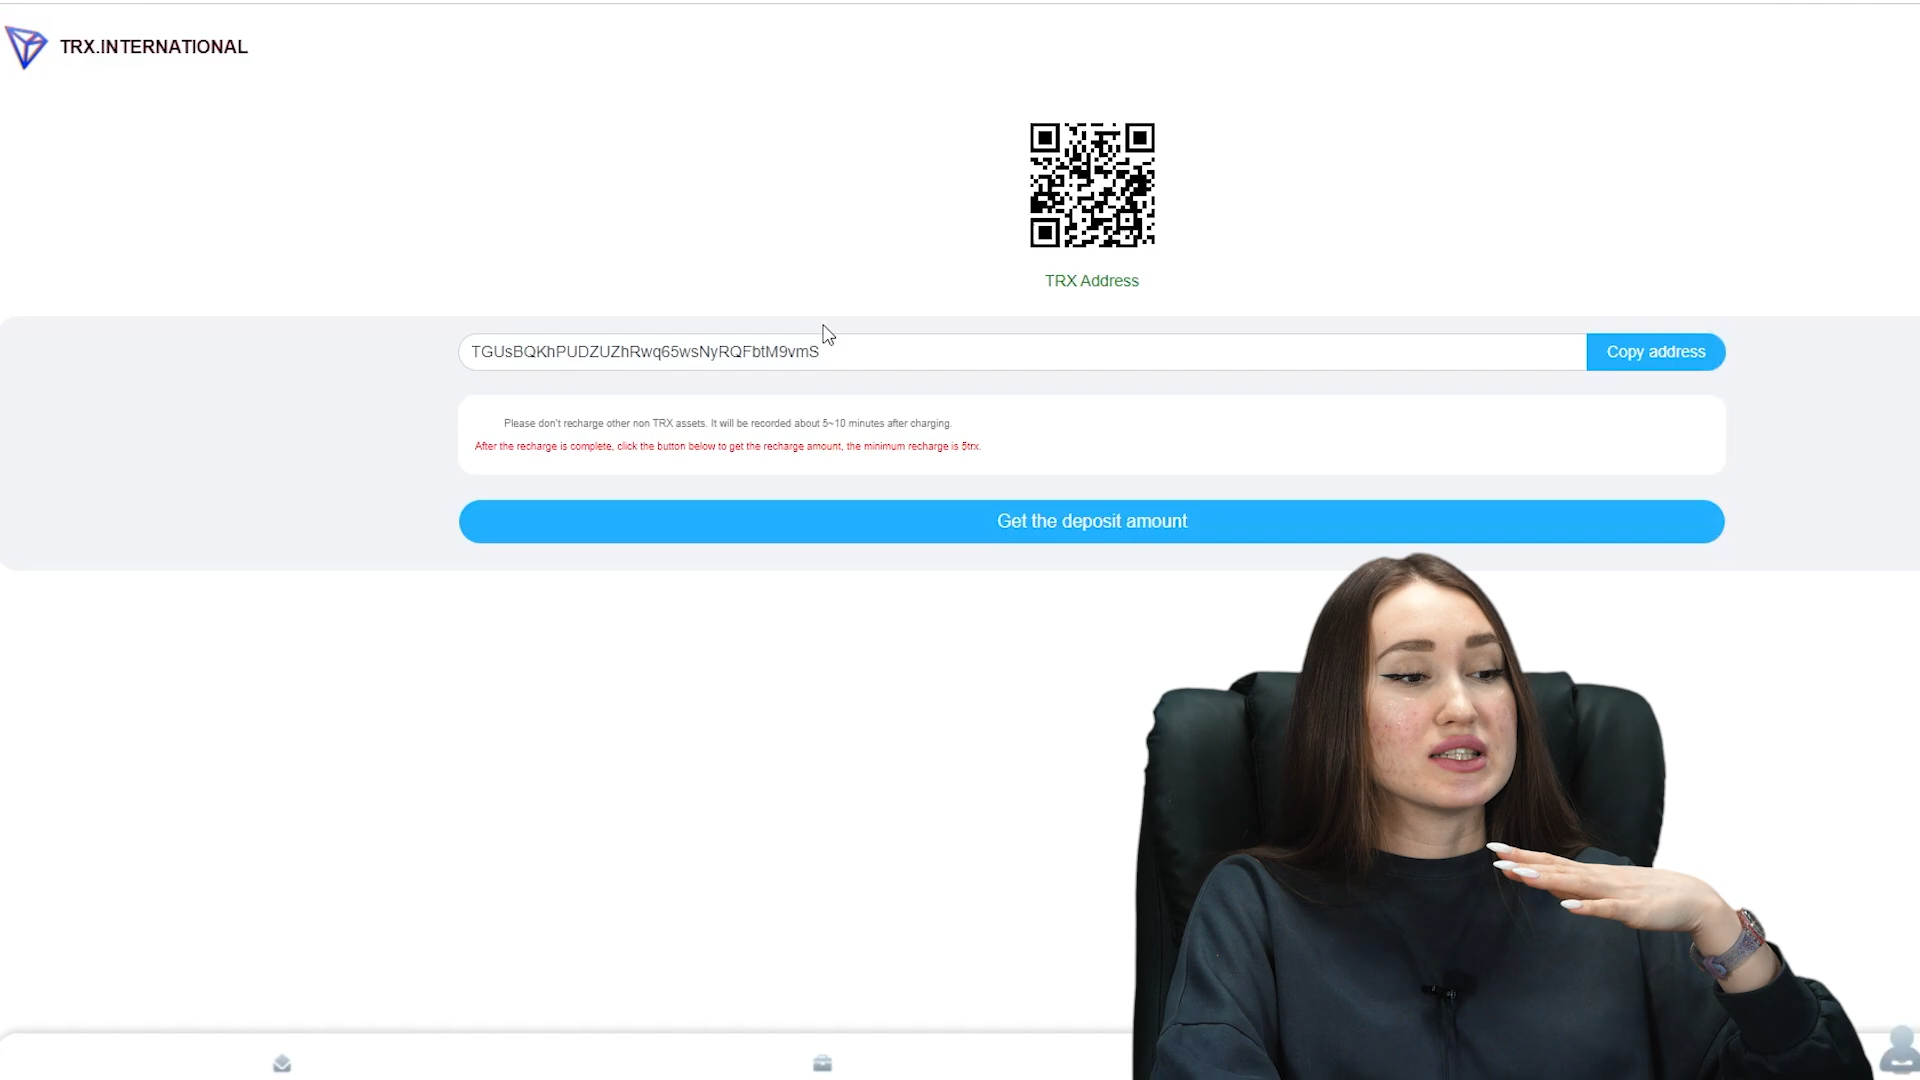 TRX.INTERNATIONAL
TRX Address
TGUsBQKhPUDZUZhRwq65wsNyRQFbtM9vmS
Copy address
Please don't recharge other non TRX assets. It will be recorded about 5~10 minutes after charging.
After the recharge is complete, click the button below to get the recharge amount, the minimum recharge is 5trx.
Get the deposit amount